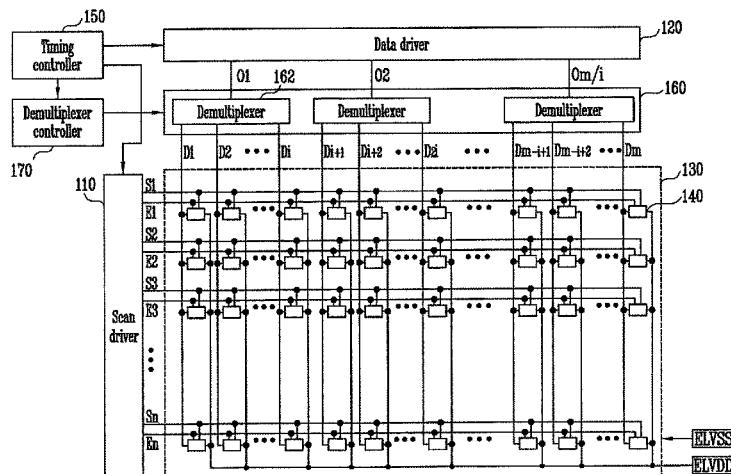 150
Timing
controller
Data driver
120
O1
O2
Om/i
162
160
Demultiplexer
Demultiplexer
Demultiplexer
Demultiplexer
controller
170
D1
D2
Di
Di+1
Di+2
D2i
Dm-i+1
Dm-i+2
Dm
130
110
140
S1
E1
S2
E2
S3
E3
Scan
driver
Sn
En
ELVSS
ELVDD